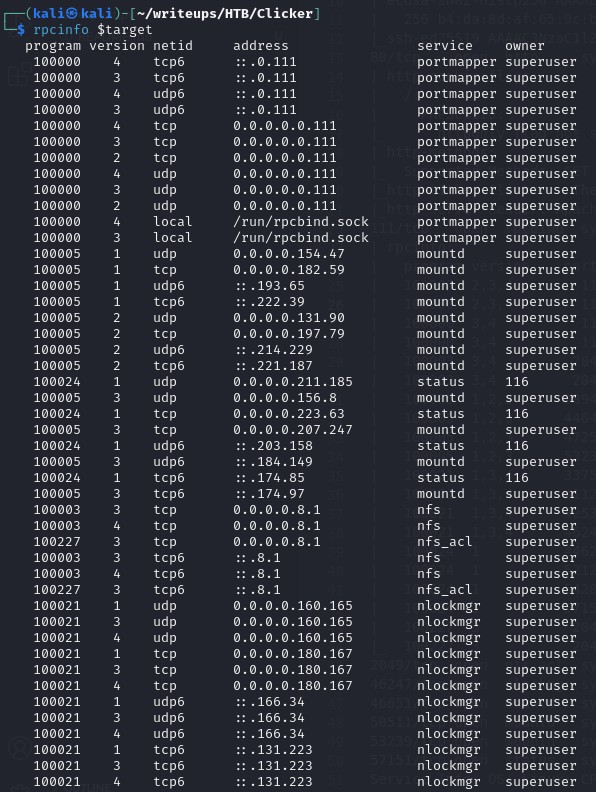 ┌──(kali㉿kali)-[~/writeups/HTB/Clicker]
└─$ rpcinfo $target
program version netid address service owner
100000 4 tcp6 ::.0.111 portmapper superuser
100000 3 tcp6 ::.0.111 portmapper superuser
100000 4 udp6 ::.0.111 portmapper superuser
100000 3 udp6 ::.0.111 portmapper superuser
100000 4 tcp 0.0.0.0.0.111 portmapper superuser
100000 3 tcp 0.0.0.0.0.111 portmapper superuser
100000 2 tcp 0.0.0.0.0.111 portmapper superuser
100000 4 udp 0.0.0.0.0.111 portmapper superuser
100000 3 udp 0.0.0.0.0.111 portmapper superuser
100000 2 udp 0.0.0.0.0.111 portmapper superuser
100000 4 local /run/rpcbind.sock portmapper superuser
100000 3 local /run/rpcbind.sock portmapper superuser
100005 1 udp 0.0.0.0.154.47 mountd superuser
100005 1 tcp 0.0.0.0.182.59 mountd superuser
100005 1 udp6 ::.193.65 mountd superuser
100005 1 tcp6 ::.222.39 mountd superuser
100005 2 udp 0.0.0.0.131.90 mountd superuser
100005 2 tcp 0.0.0.0.197.79 mountd superuser
100005 2 udp6 ::.214.229 mountd superuser
100005 2 tcp6 ::.221.187 mountd superuser
100024 1 udp 0.0.0.0.211.185 status 116
100005 3 udp 0.0.0.0.156.8 mountd superuser
100024 1 tcp 0.0.0.0.223.63 status 116
100005 3 tcp 0.0.0.0.207.247 mountd superuser
100024 1 udp6 ::.203.158 status 116
100005 3 udp6 ::.184.149 mountd superuser
100024 1 tcp6 ::.174.85 status 116
100005 3 tcp6 ::.174.97 mountd superuser
100003 3 tcp 0.0.0.0.8.1 nfs superuser
100003 4 tcp 0.0.0.0.8.1 nfs superuser
100227 3 tcp 0.0.0.0.8.1 nfs_acl superuser
100003 3 tcp6 ::.8.1 nfs superuser
100003 4 tcp6 ::.8.1 nfs superuser
100227 3 tcp6 ::.8.1 nfs_acl superuser
100021 1 udp 0.0.0.0.160.165 nlockmgr superuser
100021 3 udp 0.0.0.0.160.165 nlockmgr superuser
100021 4 udp 0.0.0.0.160.165 nlockmgr superuser
100021 1 tcp 0.0.0.0.180.167 nlockmgr superuser
100021 3 tcp 0.0.0.0.180.167 nlockmgr superuser
100021 4 tcp 0.0.0.0.180.167 nlockmgr superuser
100021 1 udp6 ::.166.34 nlockmgr superuser
100021 3 udp6 ::.166.34 nlockmgr superuser
100021 4 udp6 ::.166.34 nlockmgr superuser
100021 1 tcp6 ::.131.223 nlockmgr superuser
100021 3 tcp6 ::.131.223 nlockmgr superuser
100021 4 tcp6 ::.131.223 nlockmgr superuser